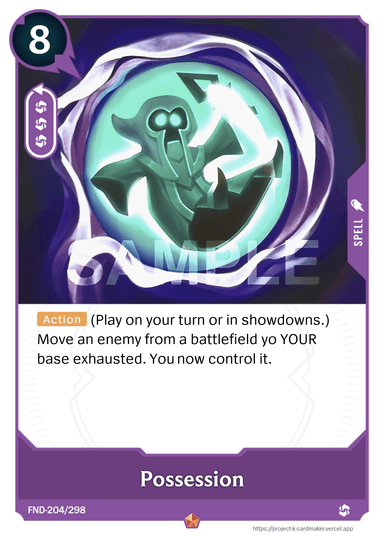 8
SAMPLE
SPELL
Action (Play on your turn or in showdowns.)
Move an enemy from a battlefield yo YOUR
base exhausted. You now control it.
Possession
FND-204/298
https://project-k-cardmaker.vercel.app